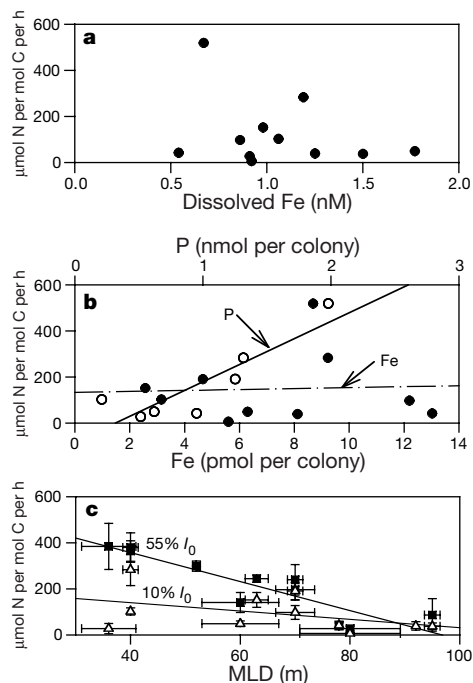 a
μmol N per mol C per h
600
400
200
0
0.0 0.5 1.0 1.5 2.0
Dissolved Fe (nM)
P (nmol per colony)
0 1 2 3
b
μmol N per mol C per h
600
400
200
0
P
Fe
0 2 4 6 8 10 12 14
Fe (pmol per colony)
c
μmol N per mol C per h
600
400
200
0
55% I₀
10% I₀
40 60 80 100
MLD (m)